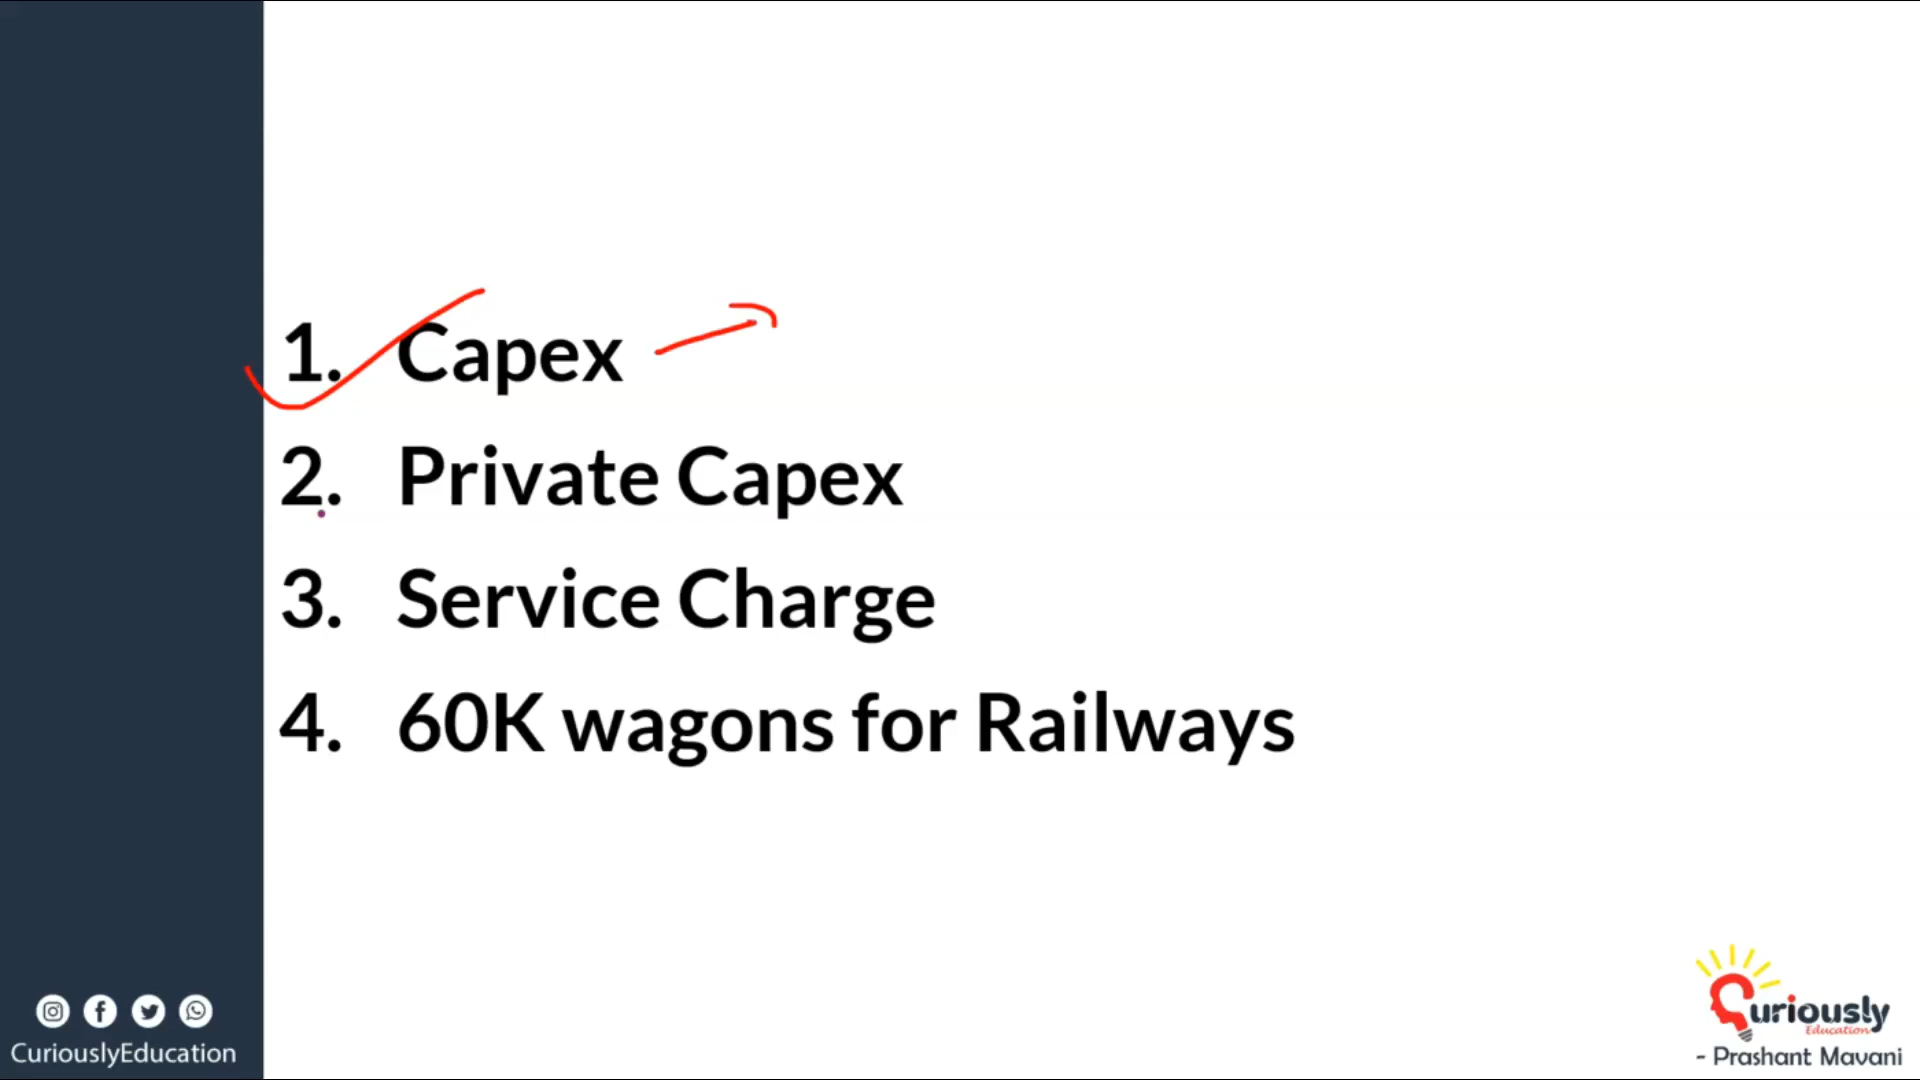 1. Capex
2. Private Capex
3. Service Charge
4. 60K wagons for Railways
CuriouslyEducation
Curiously
Education
- Prashant Mavani